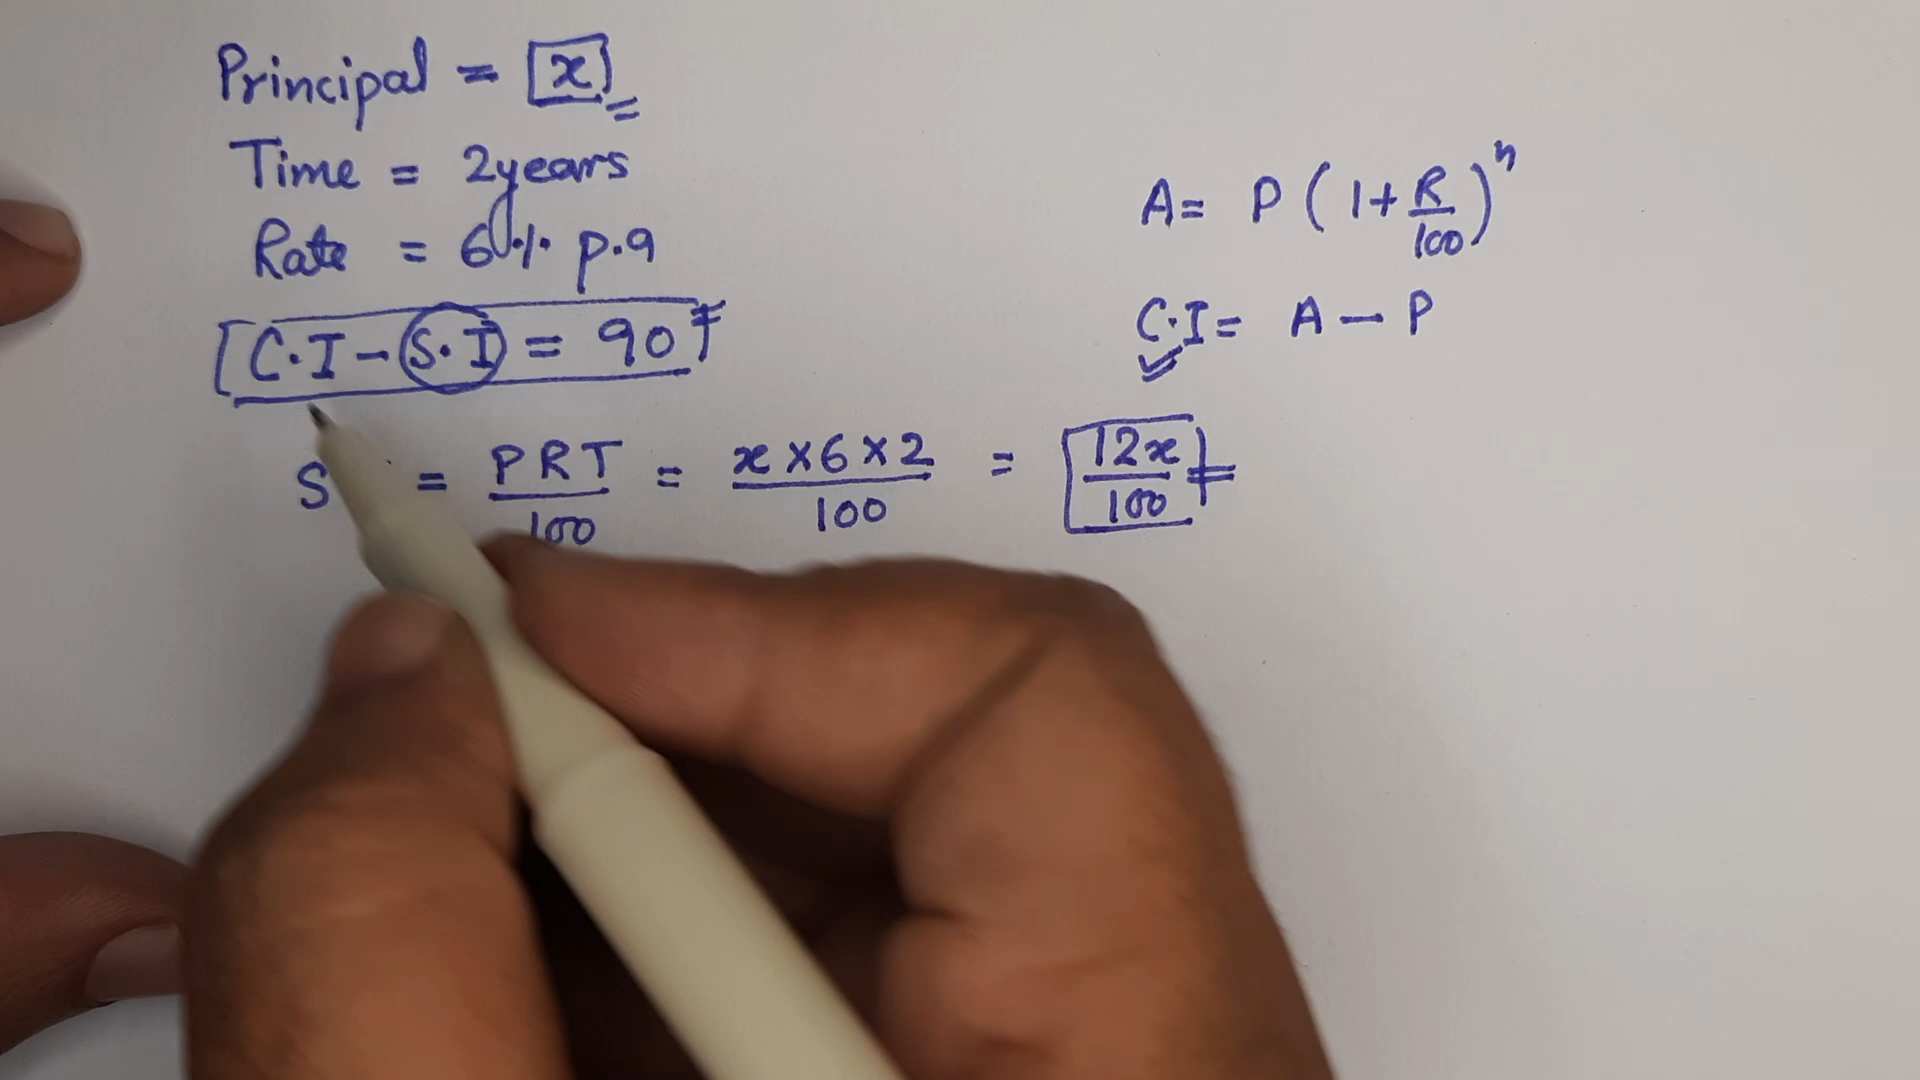 Principal = x
Time = 2years
Rate = 6% p.a
C.I - S.I = 90
S = PRT/100 = x×6×2/100 = 12x/100
A= P(1+R/100)^n
C.I= A - P